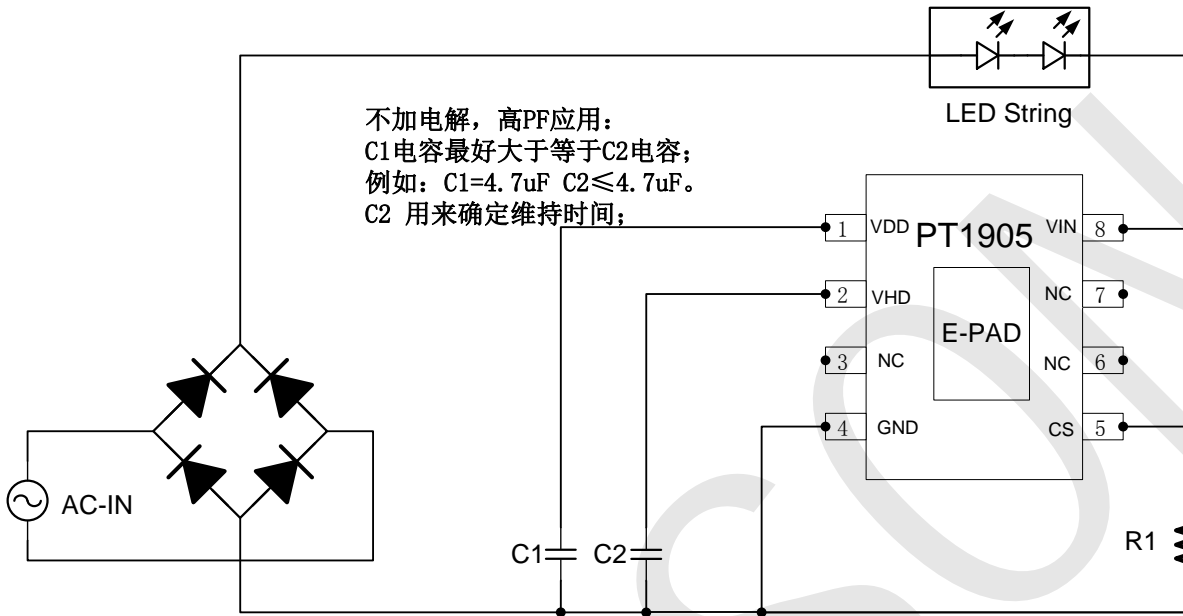 LED String
不加电解，高PF应用：
C1电容最好大于等于C2电容；
例如：C1=4.7uF C2≤4.7uF。
C2 用来确定维持时间；
PT1905
1 VDD VIN 8
2 VHD NC 7
E-PAD
3 NC NC 6
4 GND CS 5
AC-IN
C1 C2
R1